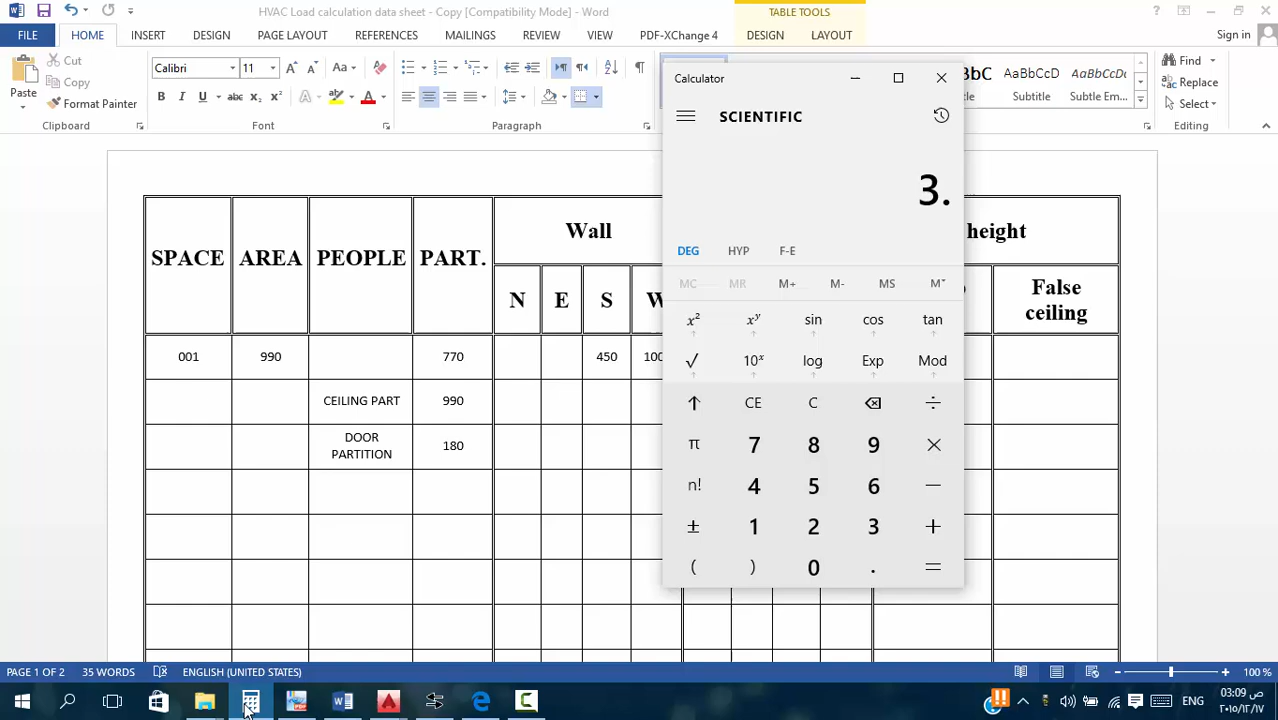 HVAC Load calculation data sheet - Copy [Compatibility Mode] - Word
TABLE TOOLS
FILE HOME INSERT DESIGN PAGE LAYOUT REFERENCES MAILINGS REVIEW VIEW PDF-XChange 4 DESIGN LAYOUT Sign in
Cut
Copy
Format Painter
Paste
Calibri 11
Subtitle Subtle Em...
Find
Replace
Select
Clipboard Font Paragraph Editing
Calculator
SCIENTIFIC
3.
DEG HYP F-E
MC MR M+ M- MS M˅
x² xʸ sin cos tan
√ 10ˣ log Exp Mod
↑ CE C ⌫ ÷
π 7 8 9 ×
n! 4 5 6 −
± 1 2 3 +
( ) 0 . =
SPACE AREA PEOPLE PART. Wall height
N E S W False ceiling
001 990 770 450 100
CEILING PART 990
DOOR PARTITION 180
PAGE 1 OF 2 35 WORDS ENGLISH (UNITED STATES) 100 %
ENG ص 03:09
٢٠١٥/١٢/١٧